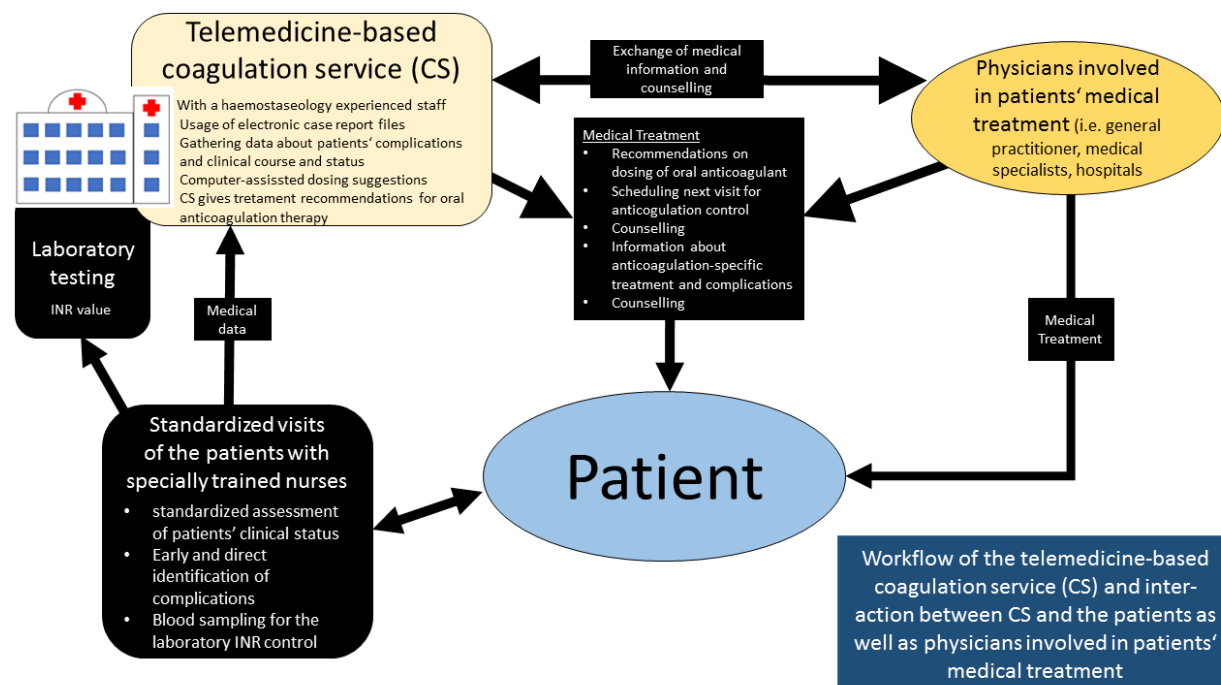 Telemedicine-based
coagulation service (CS)
With a haemostaseology experienced staff
Usage of electronic case report files
Gathering data about patients‘ complications
and clinical course and status
Computer-assissted dosing suggestions
CS gives tretament recommendations for oral
anticoagulation therapy
Exchange of medical
information and
counselling
Physicians involved
in patients‘ medical
treatment (i.e. general
practitioner, medical
specialists, hospitals
Medical Treatment
• Recommendations on
dosing of oral anticoagulant
• Scheduling next visit for
anticogulation control
• Counselling
• Information about
anticoagulation-specific
treatment and complications
• Counselling
Laboratory
testing
INR value
Medical
data
Medical
Treatment
Standardized visits
of the patients with
specially trained nurses
• standardized assessment
of patients’ clinical status
• Early and direct
identification of
complications
• Blood sampling for the
laboratory INR control
Patient
Workflow of the telemedicine-based
coagulation service (CS) and inter-
action between CS and the patients as
well as physicians involved in patients‘
medical treatment